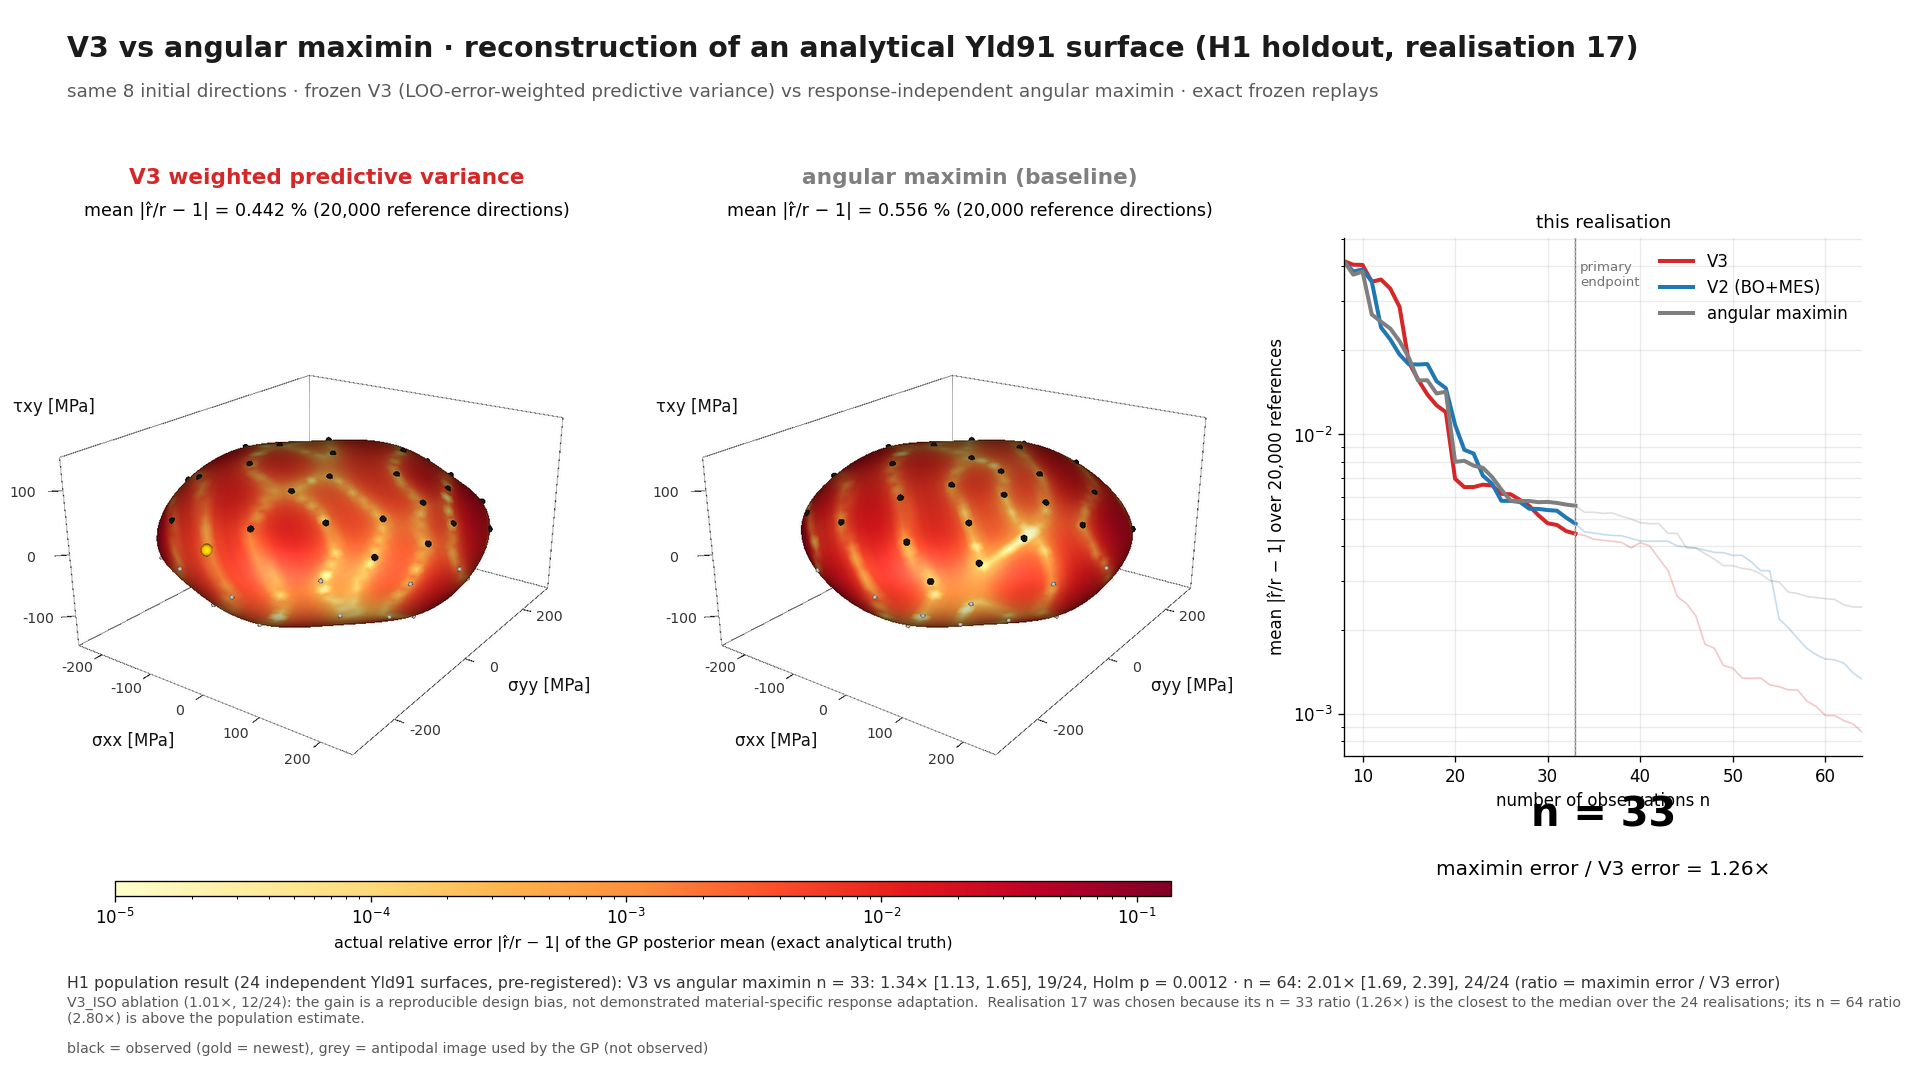 V3 vs angular maximin · reconstruction of an analytical Yld91 surface (H1 holdout, realisation 17)
same 8 initial directions · frozen V3 (LOO-error-weighted predictive variance) vs response-independent angular maximin · exact frozen replays
V3 weighted predictive variance
mean |r̂/r − 1| = 0.442 % (20,000 reference directions)
τxy [MPa]
100
0
-100
-200
-100
0
100
200
σxx [MPa]
-200
0
200
σyy [MPa]
angular maximin (baseline)
mean |r̂/r − 1| = 0.556 % (20,000 reference directions)
τxy [MPa]
100
0
-100
-200
-100
0
100
200
σxx [MPa]
-200
0
200
σyy [MPa]
this realisation
primary
endpoint
V3
V2 (BO+MES)
angular maximin
mean |r̂/r − 1| over 20,000 references
10⁻²
10⁻³
10 20 30 40 50 60
number of observations n
n = 33
maximin error / V3 error = 1.26×
10⁻⁵ 10⁻⁴ 10⁻³ 10⁻² 10⁻¹
actual relative error |r̂/r − 1| of the GP posterior mean (exact analytical truth)
H1 population result (24 independent Yld91 surfaces, pre-registered): V3 vs angular maximin n = 33: 1.34× [1.13, 1.65], 19/24, Holm p = 0.0012 · n = 64: 2.01× [1.69, 2.39], 24/24 (ratio = maximin error / V3 error)
V3_ISO ablation (1.01×, 12/24): the gain is a reproducible design bias, not demonstrated material-specific response adaptation.  Realisation 17 was chosen because its n = 33 ratio (1.26×) is the closest to the median over the 24 realisations; its n = 64 ratio
(2.80×) is above the population estimate.
black = observed (gold = newest), grey = antipodal image used by the GP (not observed)